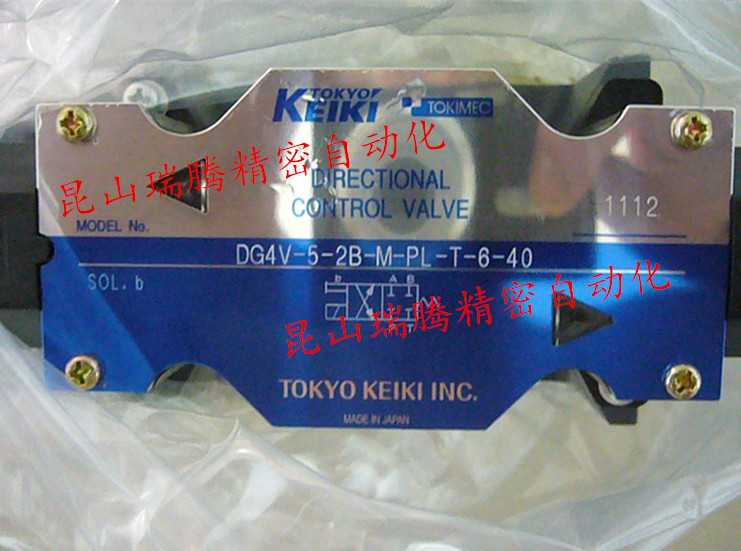 TOKYO
KEIKI TOKIMEC
昆山瑞腾精密自动化
DIRECTIONAL
CONTROL VALVE
1112
MODEL No.
DG4V-5-2B-M-PL-T-6-40
SOL. b
b A B
T
昆山瑞腾精密自动化
TOKYO KEIKI INC.
MADE IN JAPAN